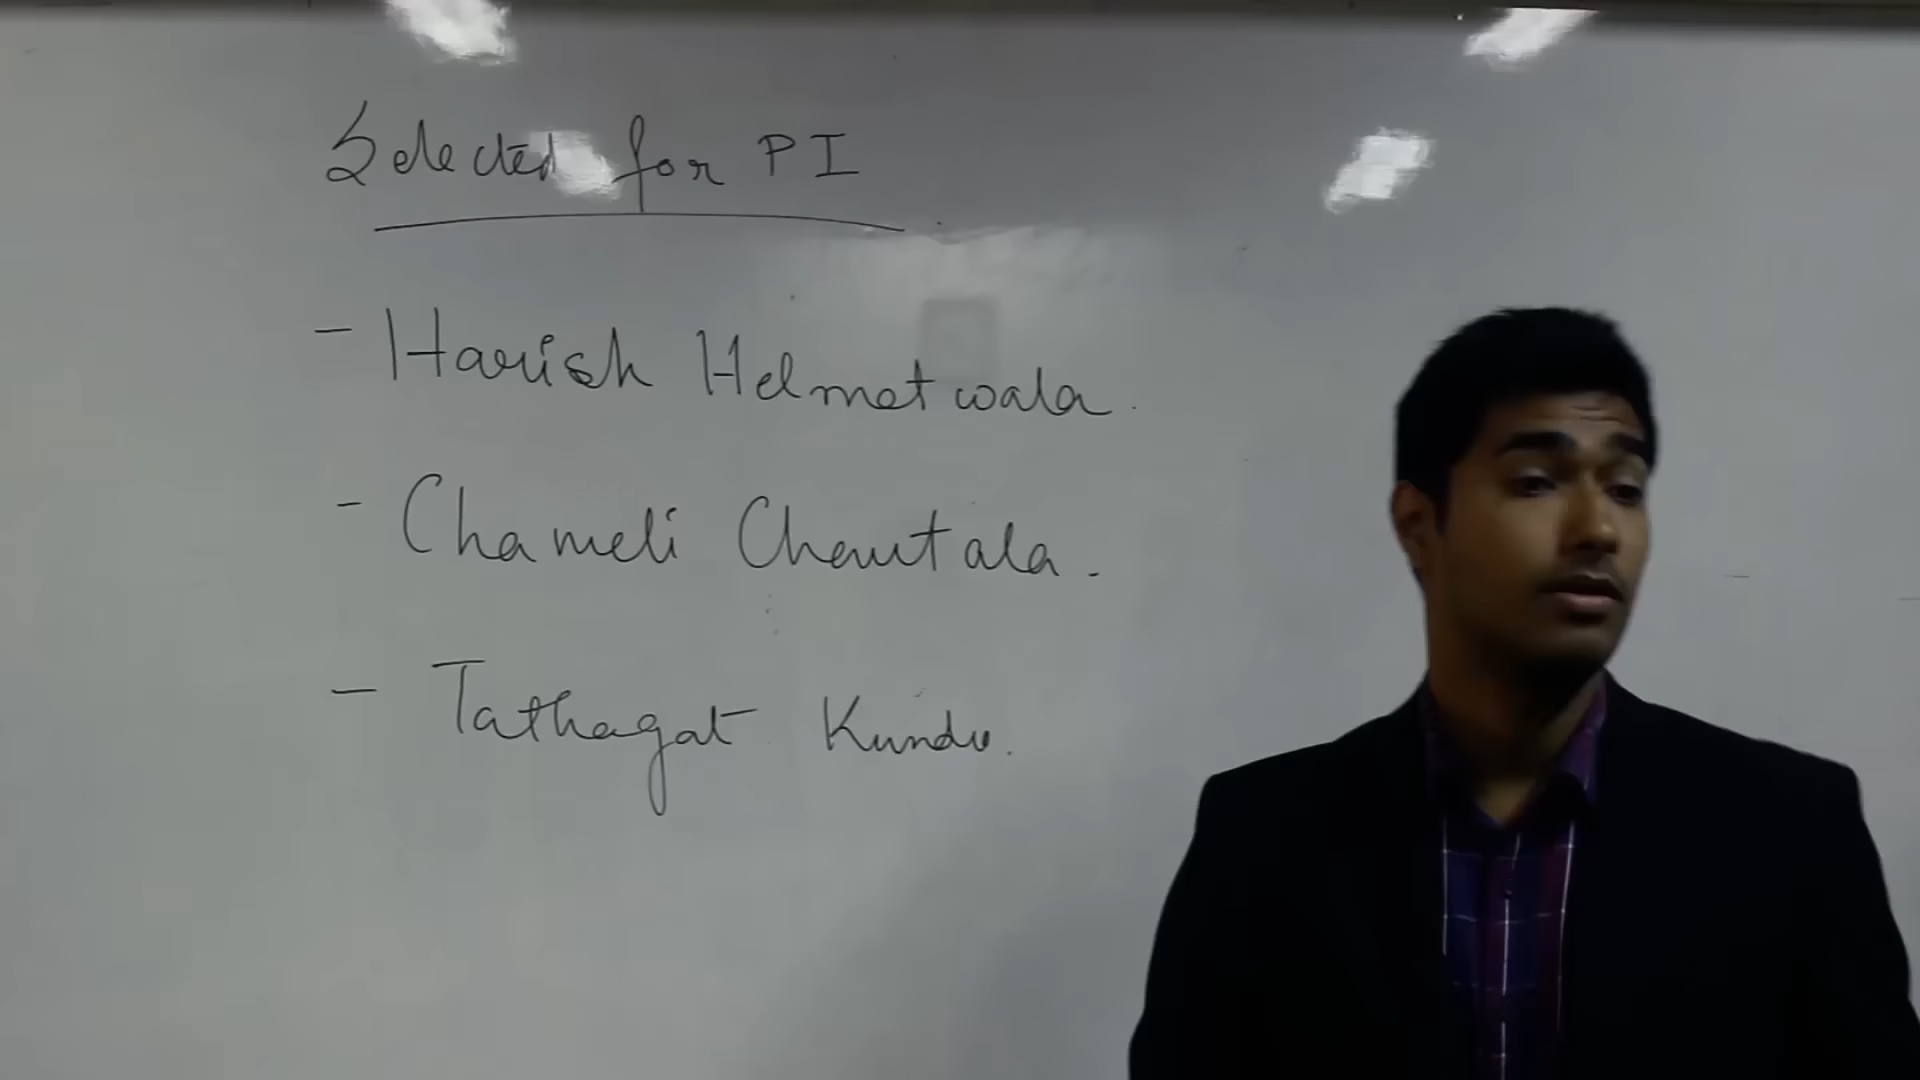 Selected for PI
- Harish Helmetwala.
- Chameli Chautala.
- Tathagat Kundu.